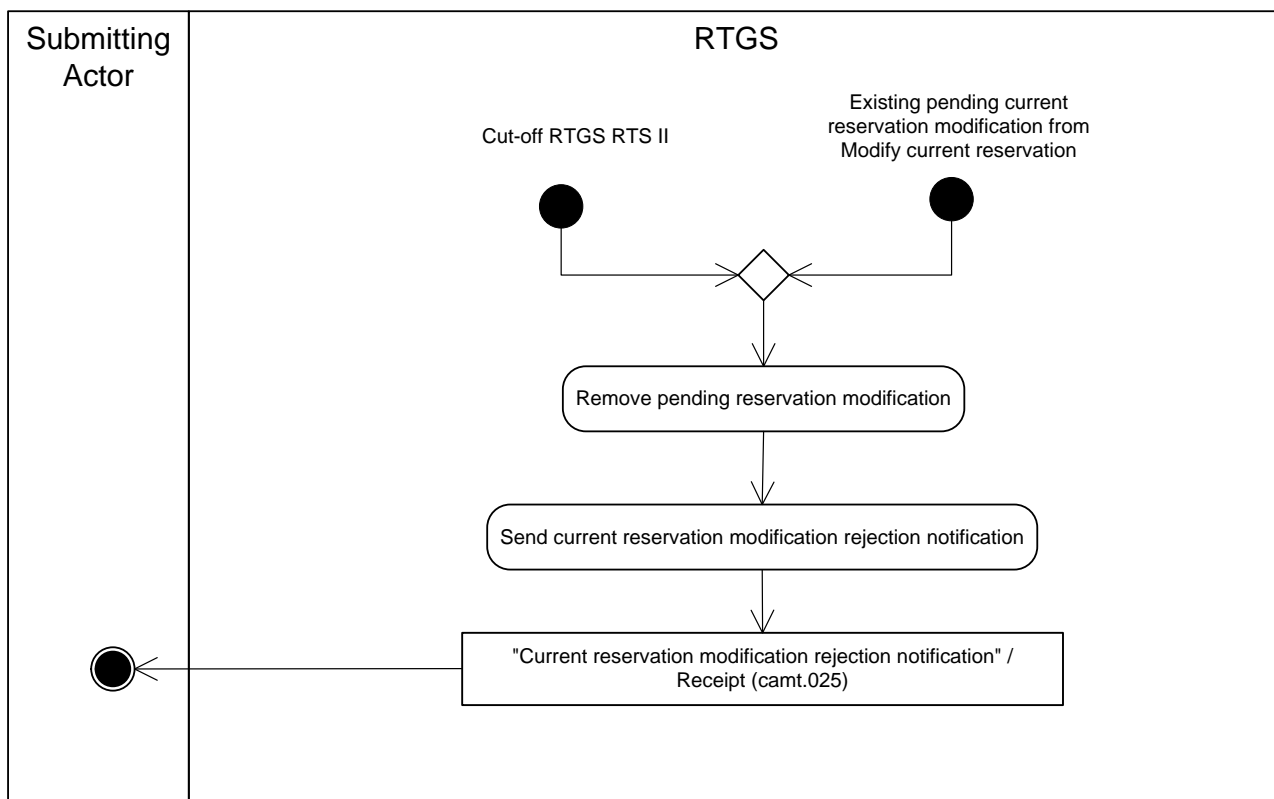 Submitting
Actor
RTGS
Cut-off RTGS RTS II
Existing pending current
reservation modification from
Modify current reservation
Remove pending reservation modification
Send current reservation modification rejection notification
"Current reservation modification rejection notification" /
Receipt (camt.025)